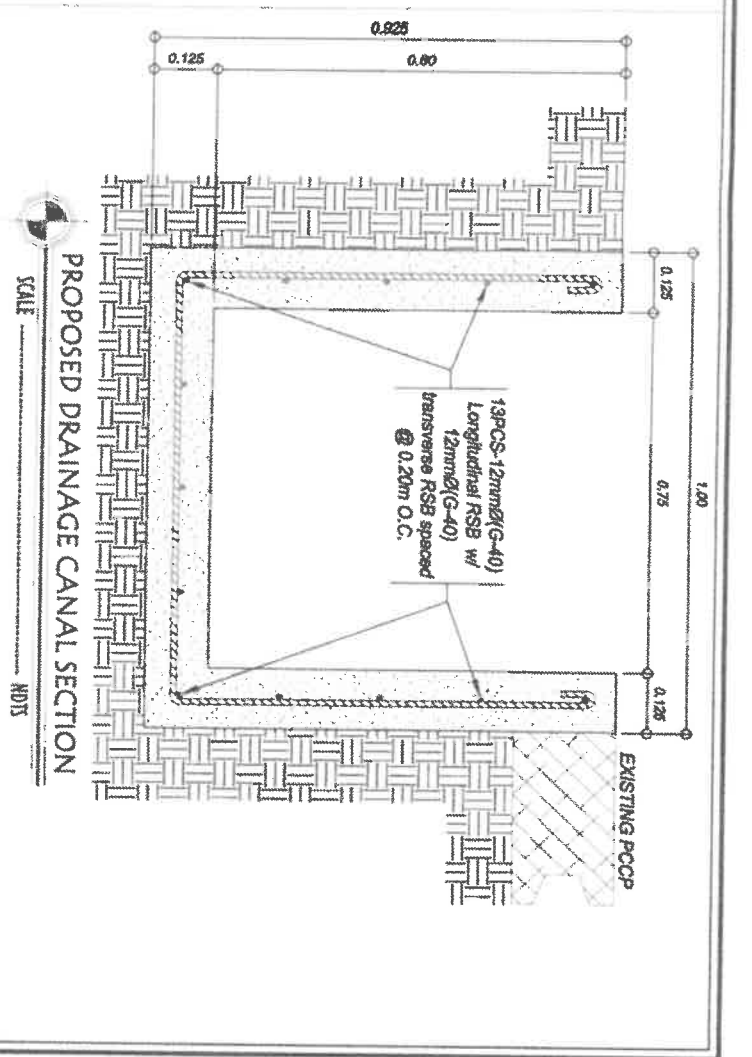 1.00
0.125
0.75
0.125
0.925
0.80
0.125
EXISTING PCCP
13PCS-12mmØ(G-40)
Longitudinal RSB w/
12mmØ(G-40)
transverse RSB spaced
@ 0.20m O.C.
PROPOSED DRAINAGE CANAL SECTION
SCALE NOTS